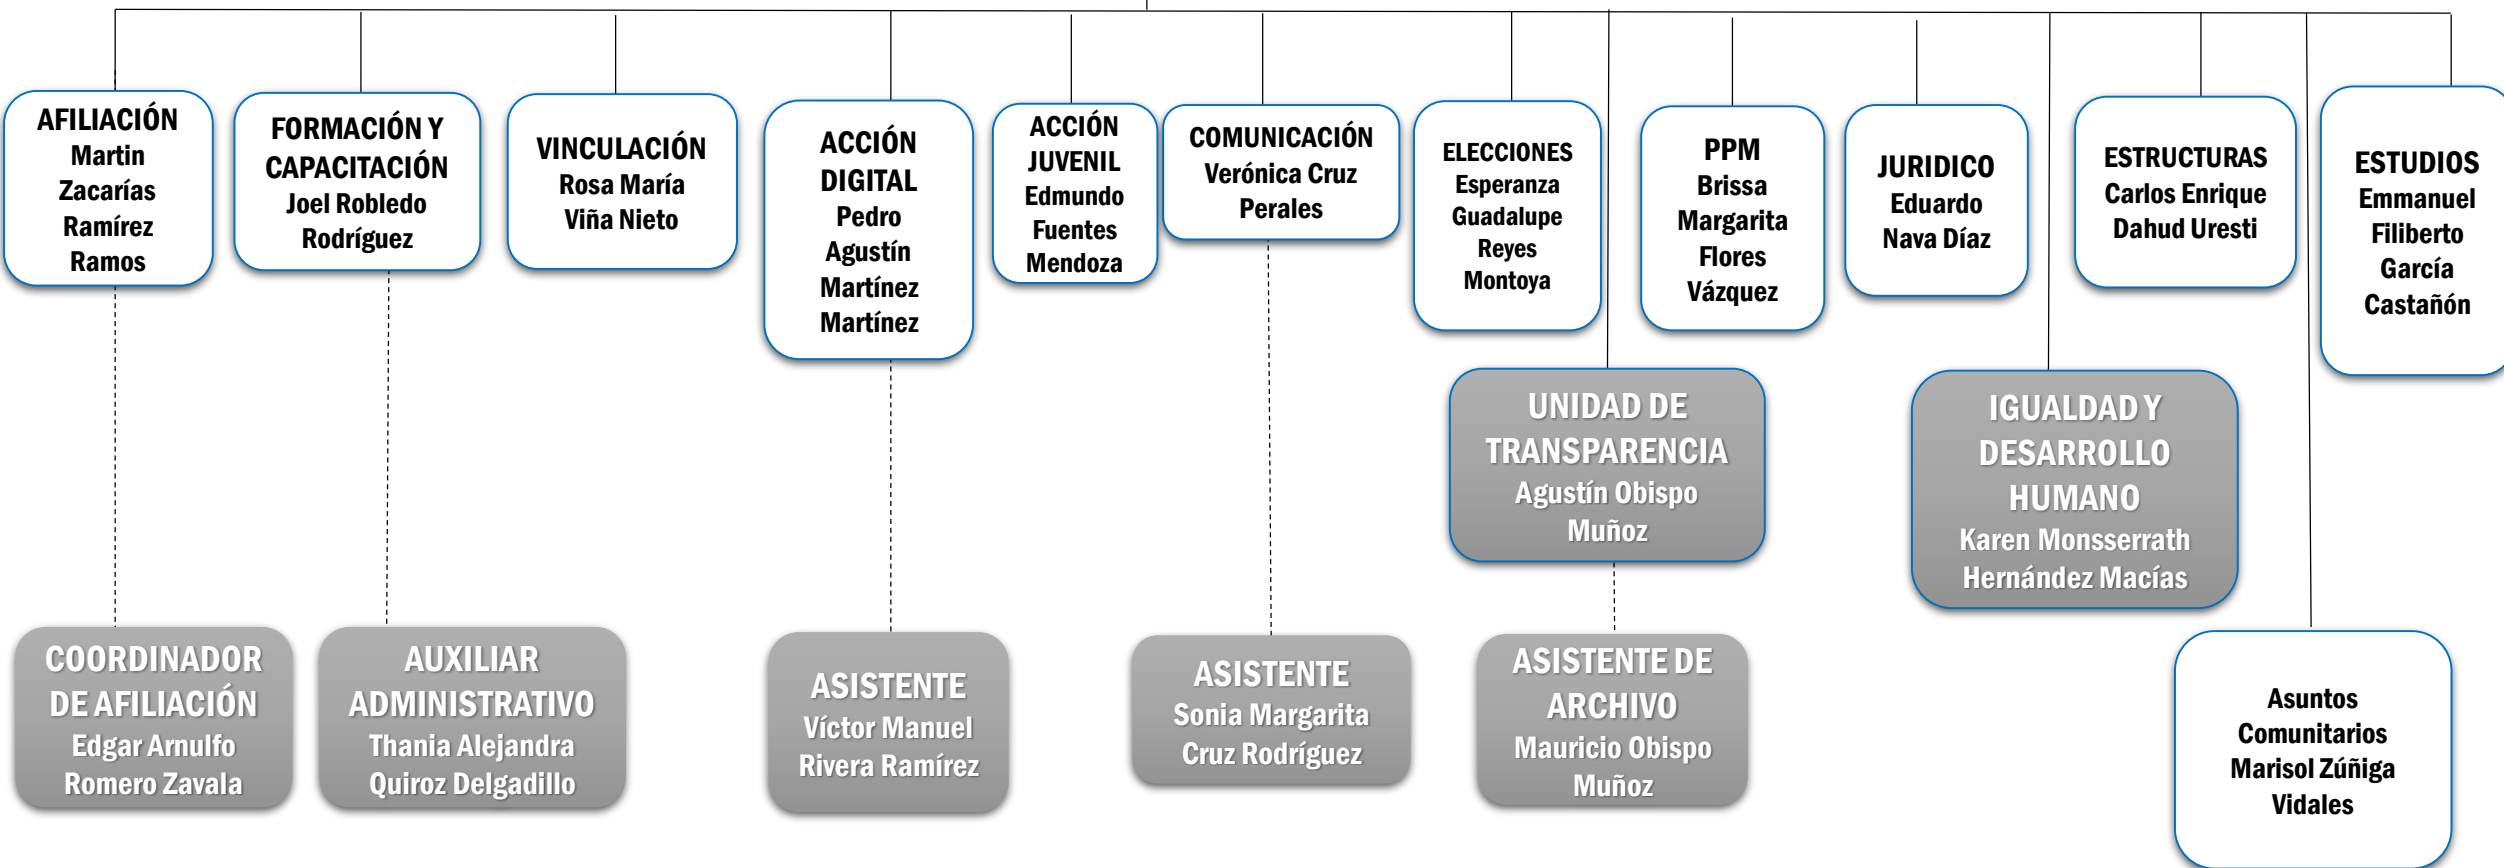 AFILIACIÓN
Martin
Zacarías
Ramírez
Ramos
FORMACIÓN Y
CAPACITACIÓN
Joel Robledo
Rodríguez
VINCULACIÓN
Rosa María
Viña Nieto
ACCIÓN
DIGITAL
Pedro
Agustín
Martínez
Martínez
ACCIÓN
JUVENIL
Edmundo
Fuentes
Mendoza
COMUNICACIÓN
Verónica Cruz
Perales
ELECCIONES
Esperanza
Guadalupe
Reyes
Montoya
PPM
Brissa
Margarita
Flores
Vázquez
JURIDICO
Eduardo
Nava Díaz
ESTRUCTURAS
Carlos Enrique
Dahud Uresti
ESTUDIOS
Emmanuel
Filiberto
García
Castañón
UNIDAD DE
TRANSPARENCIA
Agustín Obispo
Muñoz
IGUALDAD Y
DESARROLLO
HUMANO
Karen Monsserrath
Hernández Macías
COORDINADOR
DE AFILIACIÓN
Edgar Arnulfo
Romero Zavala
AUXILIAR
ADMINISTRATIVO
Thania Alejandra
Quiroz Delgadillo
ASISTENTE
Víctor Manuel
Rivera Ramírez
ASISTENTE
Sonia Margarita
Cruz Rodríguez
ASISTENTE DE
ARCHIVO
Mauricio Obispo
Muñoz
Asuntos
Comunitarios
Marisol Zúñiga
Vidales